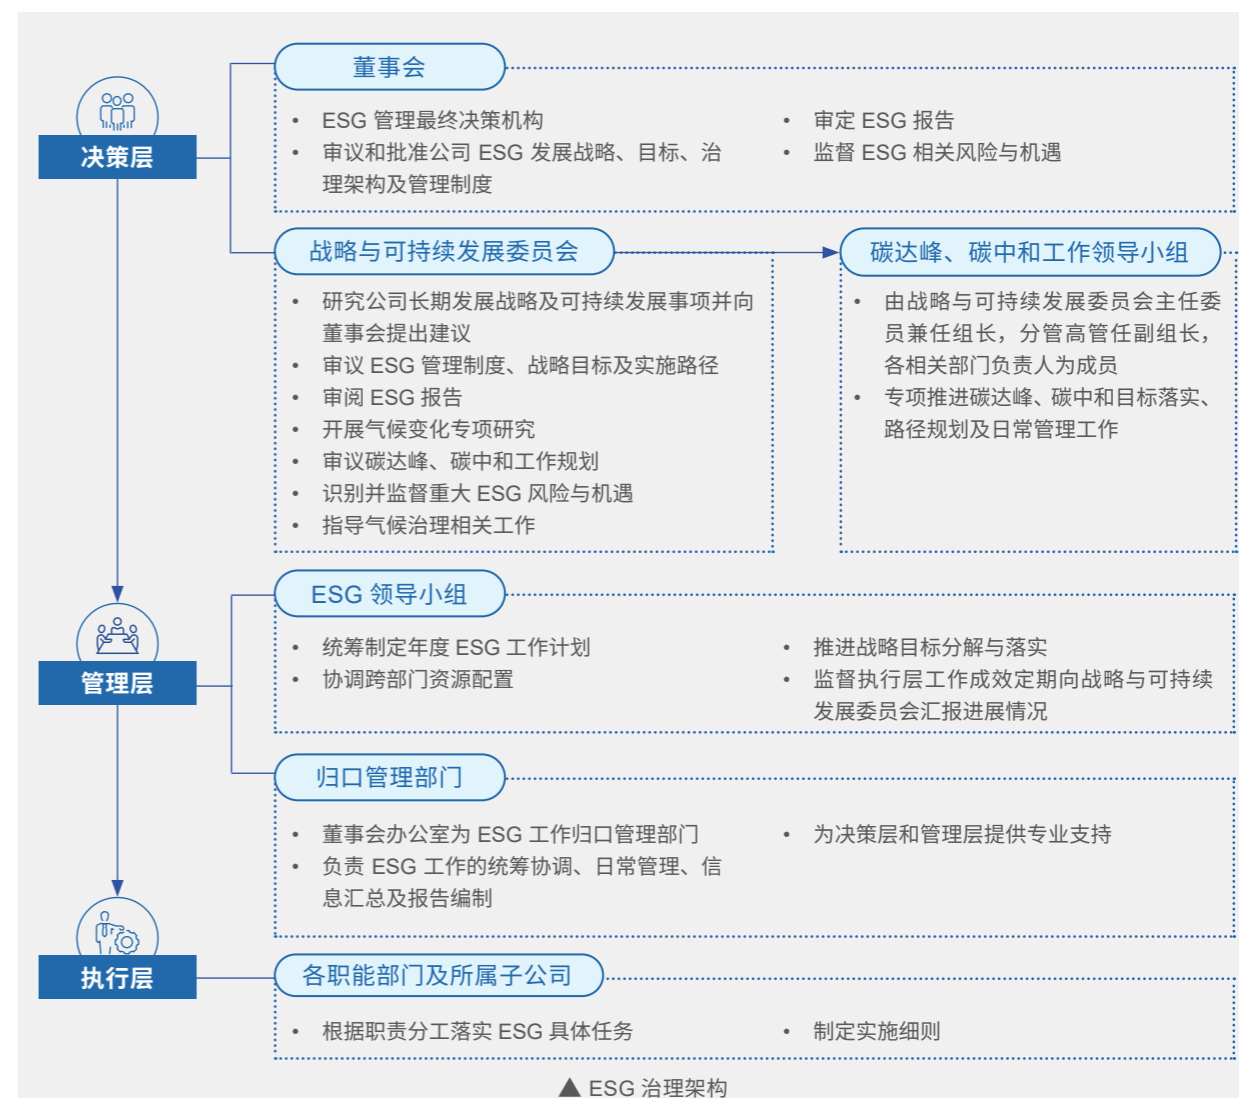 决策层
董事会
• ESG 管理最终决策机构
• 审议和批准公司 ESG 发展战略、目标、治
理架构及管理制度
• 审定 ESG 报告
• 监督 ESG 相关风险与机遇
战略与可持续发展委员会
• 研究公司长期发展战略及可持续发展事项并向
董事会提出建议
• 审议 ESG 管理制度、战略目标及实施路径
• 审阅 ESG 报告
• 开展气候变化专项研究
• 审议碳达峰、碳中和工作规划
• 识别并监督重大 ESG 风险与机遇
• 指导气候治理相关工作
碳达峰、碳中和工作领导小组
• 由战略与可持续发展委员会主任委
员兼任组长，分管高管任副组长，
各相关部门负责人为成员
• 专项推进碳达峰、碳中和目标落实、
路径规划及日常管理工作
管理层
ESG 领导小组
• 统筹制定年度 ESG 工作计划
• 协调跨部门资源配置
• 推进战略目标分解与落实
• 监督执行层工作成效定期向战略与可持续
发展委员会汇报进展情况
归口管理部门
• 董事会办公室为 ESG 工作归口管理部门
• 负责 ESG 工作的统筹协调、日常管理、信
息汇总及报告编制
• 为决策层和管理层提供专业支持
执行层
各职能部门及所属子公司
• 根据职责分工落实 ESG 具体任务
• 制定实施细则
▲ ESG 治理架构